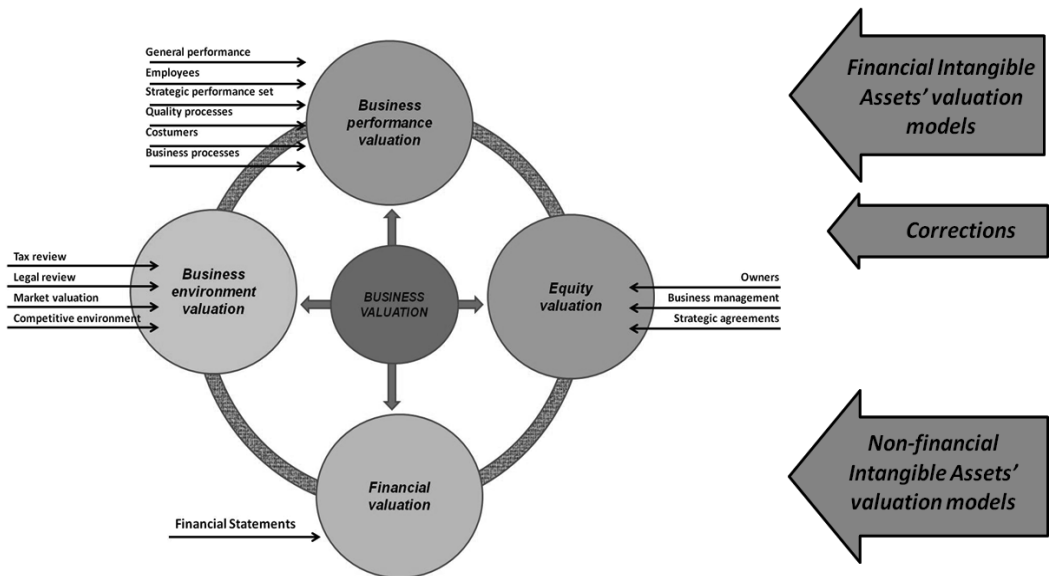 General performance
Employees
Strategic performance set
Quality processes
Costumers
Business processes
Business
performance
valuation
Financial Intangible
Assets’ valuation
models
Corrections
Tax review
Legal review
Market valuation
Competitive environment
Business
environment
valuation
BUSINESS
VALUATION
Equity
valuation
Owners
Business management
Strategic agreements
Financial
valuation
Financial Statements
Non-financial
Intangible Assets’
valuation models